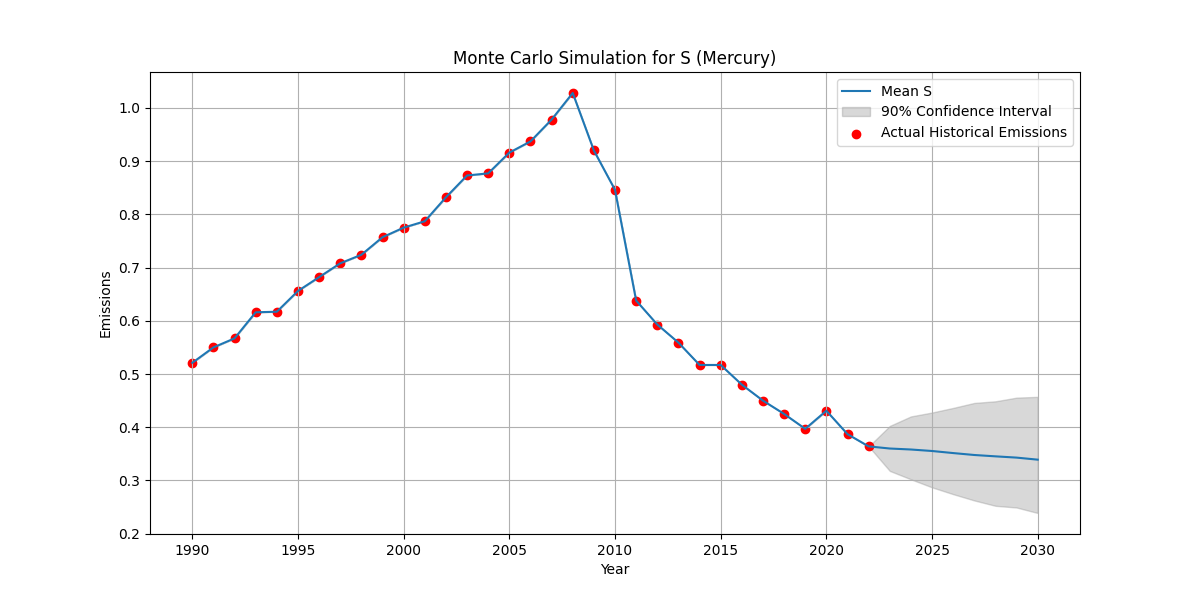 Monte Carlo Simulation for S (Mercury)
Mean S
90% Confidence Interval
Actual Historical Emissions
Emissions
1.0
0.9
0.8
0.7
0.6
0.5
0.4
0.3
0.2
1990 1995 2000 2005 2010 2015 2020 2025 2030
Year